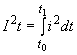 I²t = ∫_{t₀}^{t₁} i² dt